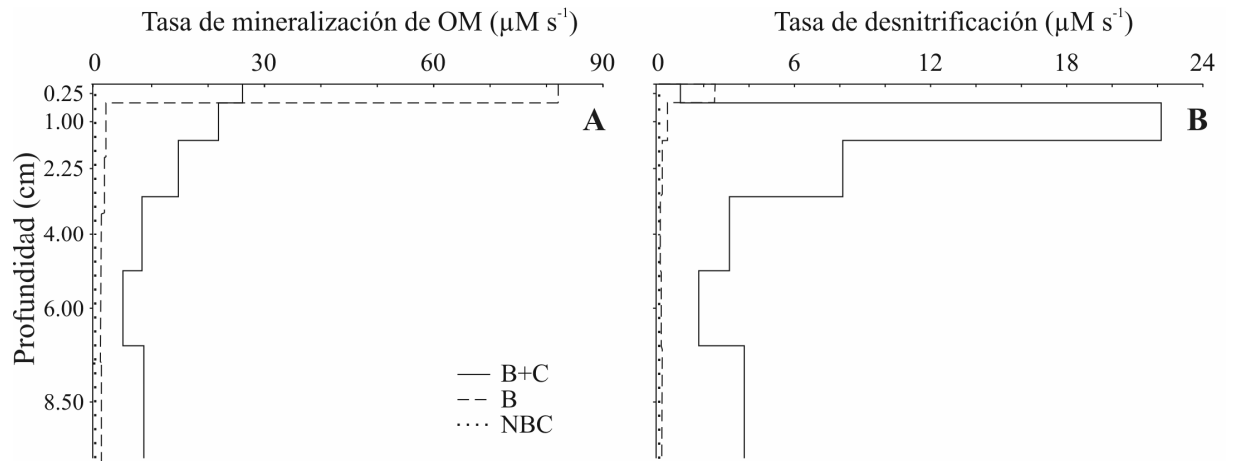 Tasa de mineralización de OM (µM s⁻¹)
Tasa de desnitrificación (µM s⁻¹)
0 30 60 90
0 6 12 18 24
Profundidad (cm)
0.25
1.00
2.25
4.00
6.00
8.50
A
B
B+C
B
NBC